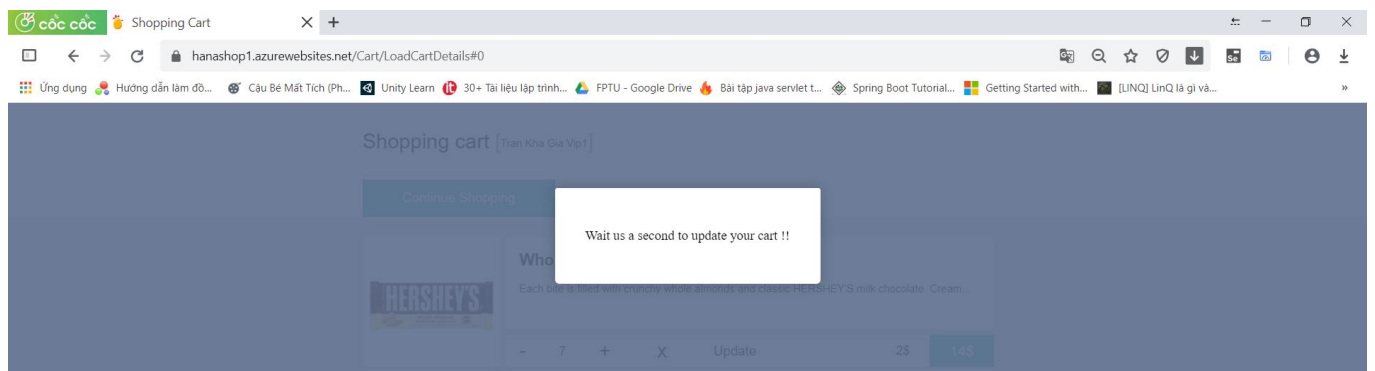 cốc cốc Shopping Cart
hanashop1.azurewebsites.net/Cart/LoadCartDetails#0
Se
Ứng dụng Hướng dẫn làm đồ... Cậu Bé Mất Tích (Ph... Unity Learn 30+ Tài liệu lập trình... FPTU - Google Drive Bài tập java servlet t... Spring Boot Tutorial... Getting Started with... [LINQ] LinQ là gì và... »
Shopping cart [Tran Kha Gia Vip1]
Continue Shopping
Wait us a second to update your cart !!
Who
Each bite is filled with crunchy whole almonds and classic HERSHEY'S milk chocolate. Cream...
HERSHEY'S
- 7 + X Update 2$ 14$